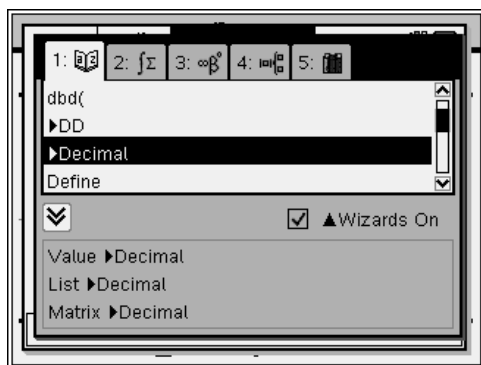 1: 2: ∫Σ 3: ∞β° 4: 5:
dbd(
▶DD
▶Decimal
Define
▲Wizards On
Value ▶Decimal
List ▶Decimal
Matrix ▶Decimal